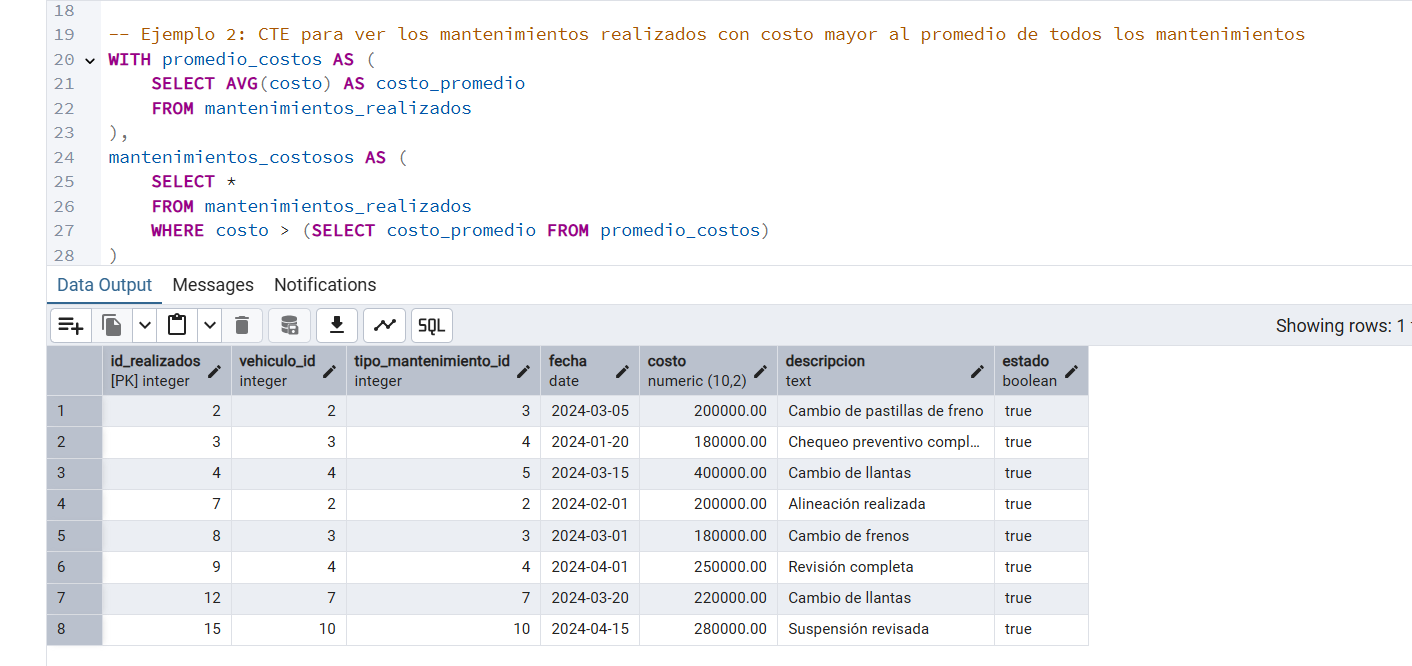 18
19 -- Ejemplo 2: CTE para ver los mantenimientos realizados con costo mayor al promedio de todos los mantenimientos
20 WITH promedio_costos AS (
21 SELECT AVG(costo) AS costo_promedio
22 FROM mantenimientos_realizados
23 ),
24 mantenimientos_costosos AS (
25 SELECT *
26 FROM mantenimientos_realizados
27 WHERE costo > (SELECT costo_promedio FROM promedio_costos)
28 )
Data Output Messages Notifications
SQL Showing rows: 1
id_realizados vehiculo_id tipo_mantenimiento_id fecha costo descripcion estado
[PK] integer integer integer date numeric (10,2) text boolean
1 2 2 3 2024-03-05 200000.00 Cambio de pastillas de freno true
2 3 3 4 2024-01-20 180000.00 Chequeo preventivo compl... true
3 4 4 5 2024-03-15 400000.00 Cambio de llantas true
4 7 2 2 2024-02-01 200000.00 Alineación realizada true
5 8 3 3 2024-03-01 180000.00 Cambio de frenos true
6 9 4 4 2024-04-01 250000.00 Revisión completa true
7 12 7 7 2024-03-20 220000.00 Cambio de llantas true
8 15 10 10 2024-04-15 280000.00 Suspensión revisada true